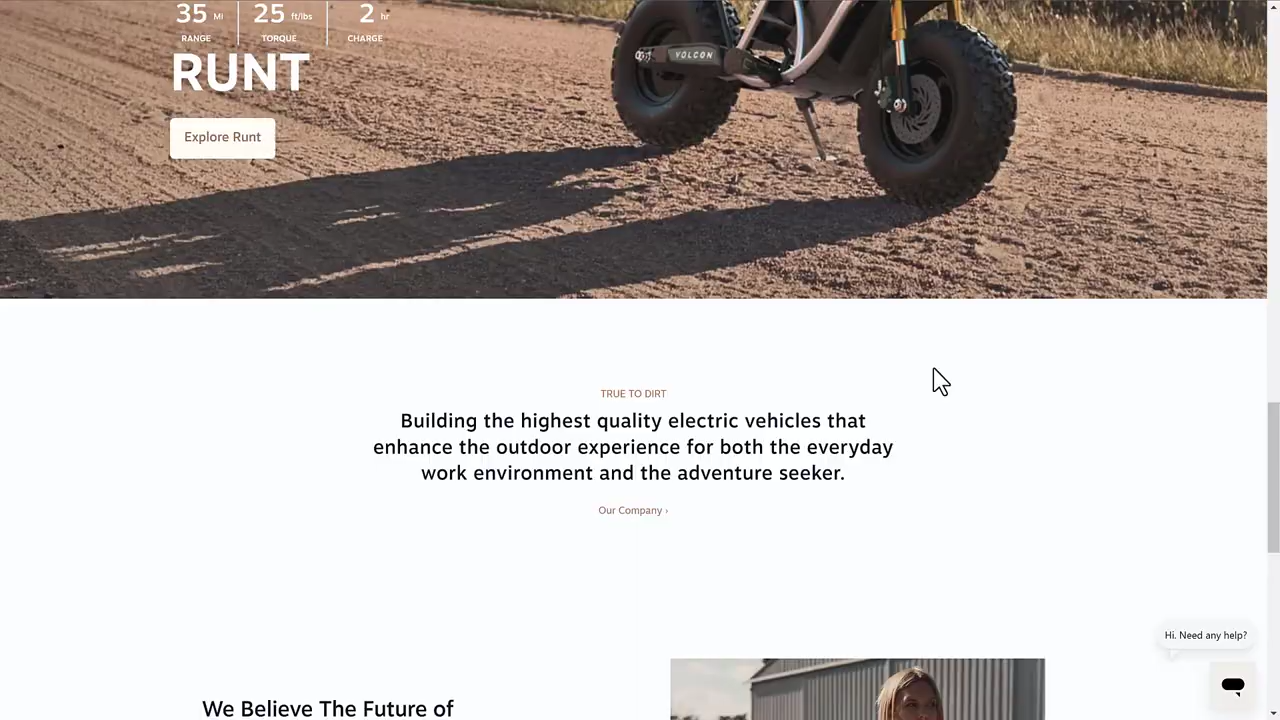 35 MI 25 ft/lbs 2 hr
RANGE TORQUE CHARGE
RUNT
VOLCON
Explore Runt
TRUE TO DIRT
Building the highest quality electric vehicles that
enhance the outdoor experience for both the everyday
work environment and the adventure seeker.
Our Company ›
Hi. Need any help?
We Believe The Future of